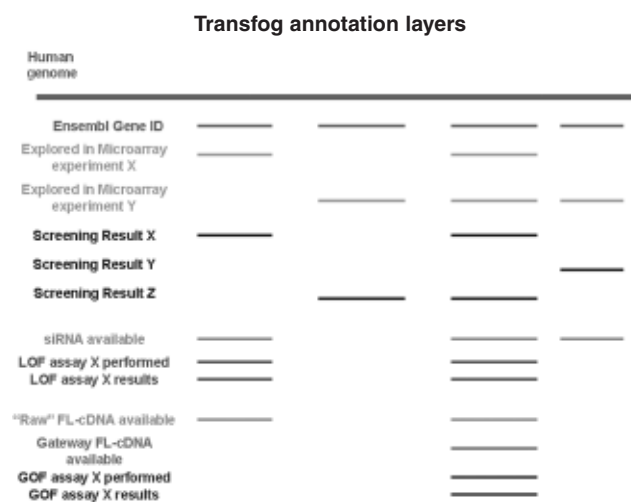 Transfog annotation layers
Human
genome
Ensembl Gene ID
Explored in Microarray
experiment X
Explored in Microarray
experiment Y
Screening Result X
Screening Result Y
Screening Result Z
siRNA available
LOF assay X performed
LOF assay X results
"Raw" FL-cDNA available
Gateway FL-cDNA
available
GOF assay X performed
GOF assay X results